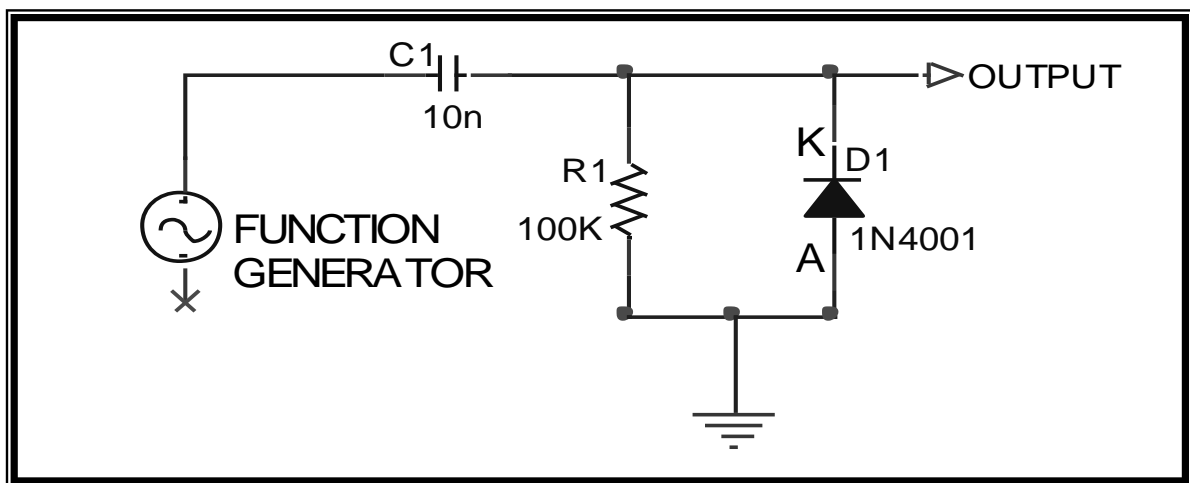 C1
10n
OUTPUT
K
D1
R1
100K
1N4001
A
FUNCTION
GENERATOR